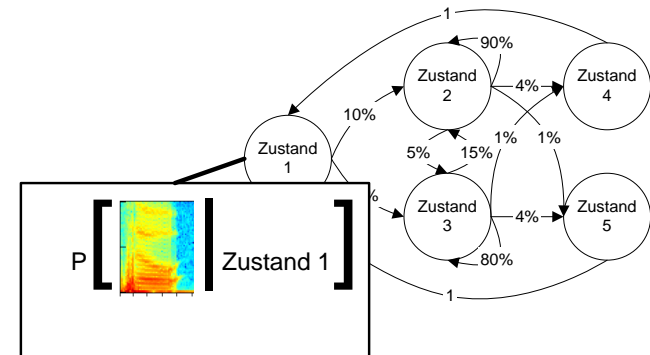 1
90%
Zustand
2
4%
Zustand
4
10%
Zustand
1
5%
15%
1%
1%
%
Zustand
3
4%
Zustand
5
80%
P [ | Zustand 1 ]
1